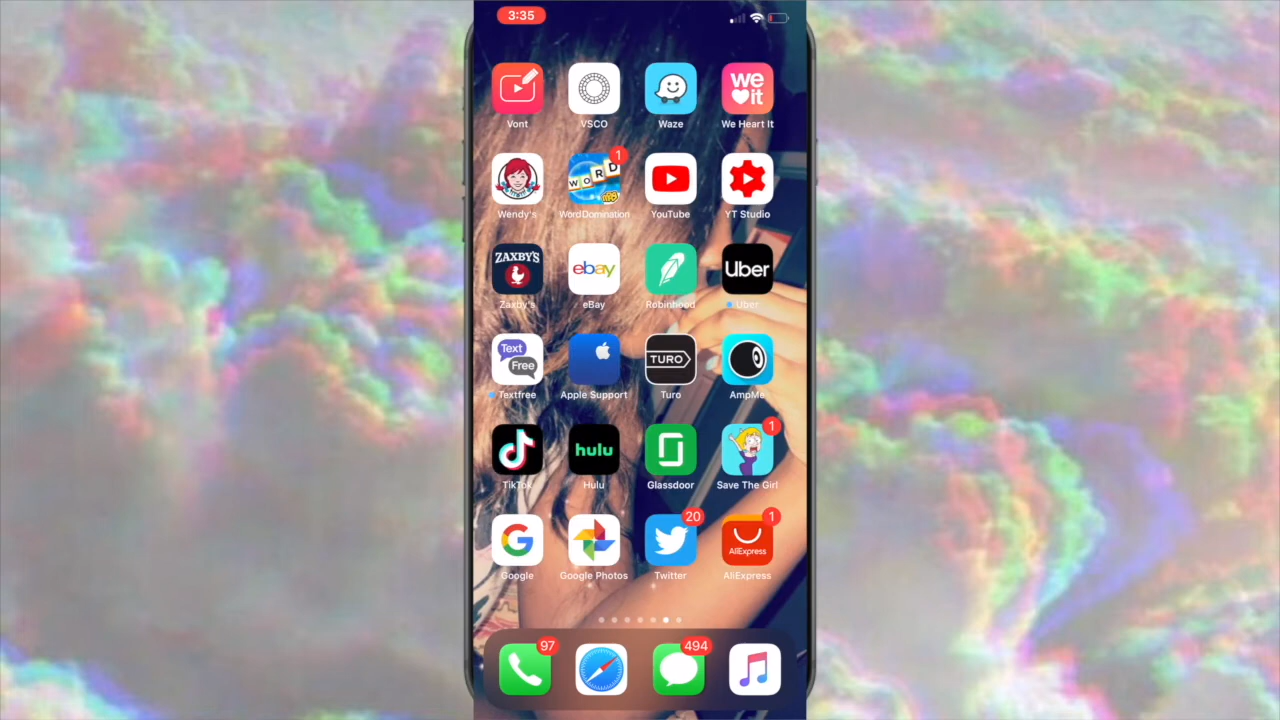 3:35
we
it
Vont
VSCO
Waze
We Heart It
1
WORD
Wendy's
WordDomination
YouTube
YT Studio
ZAXBY'S
ebay
Uber
Zaxby's
eBay
Robinhood
Uber
Text
Free
TURO
Textfree
Apple Support
Turo
AmpMe
1
hulu
TikTok
Hulu
Glassdoor
Save The Girl
20
1
AliExpress
Google
Google Photos
Twitter
AliExpress
97
494